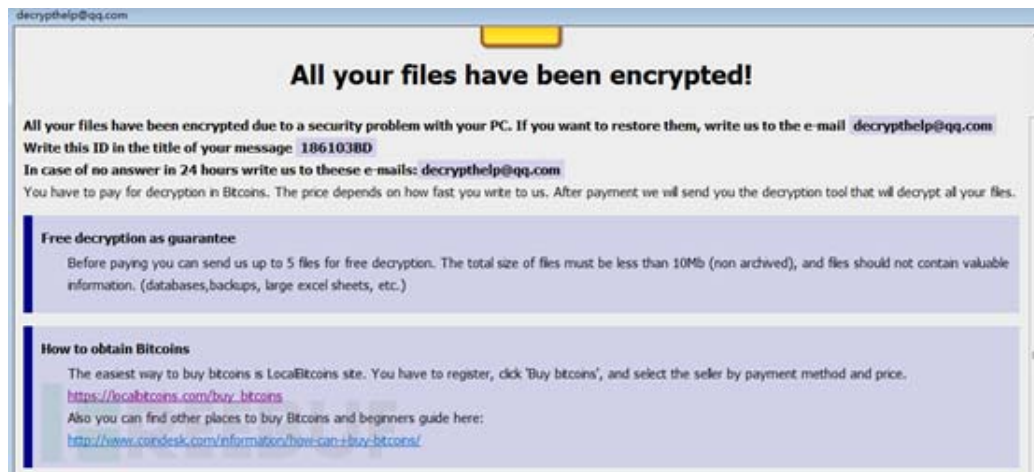 decrypthelp@qq.com
All your files have been encrypted!
All your files have been encrypted due to a security problem with your PC. If you want to restore them, write us to the e-mail decrypthelp@qq.com
Write this ID in the title of your message 1861038D
In case of no answer in 24 hours write us to theese e-mails: decrypthelp@qq.com
You have to pay for decryption in Bitcoins. The price depends on how fast you write to us. After payment we will send you the decryption tool that will decrypt all your files.
Free decryption as guarantee
Before paying you can send us up to 5 files for free decryption. The total size of files must be less than 10Mb (non archived), and files should not contain valuable
information. (databases,backups, large excel sheets, etc.)
How to obtain Bitcoins
The easiest way to buy bitcoins is LocalBitcoins site. You have to register, click 'Buy bitcoins', and select the seller by payment method and price.
https://localbitcoins.com/buy_bitcoins
Also you can find other places to buy Bitcoins and beginners guide here:
http://www.coindesk.com/information/how-can-i-buy-bitcoins/